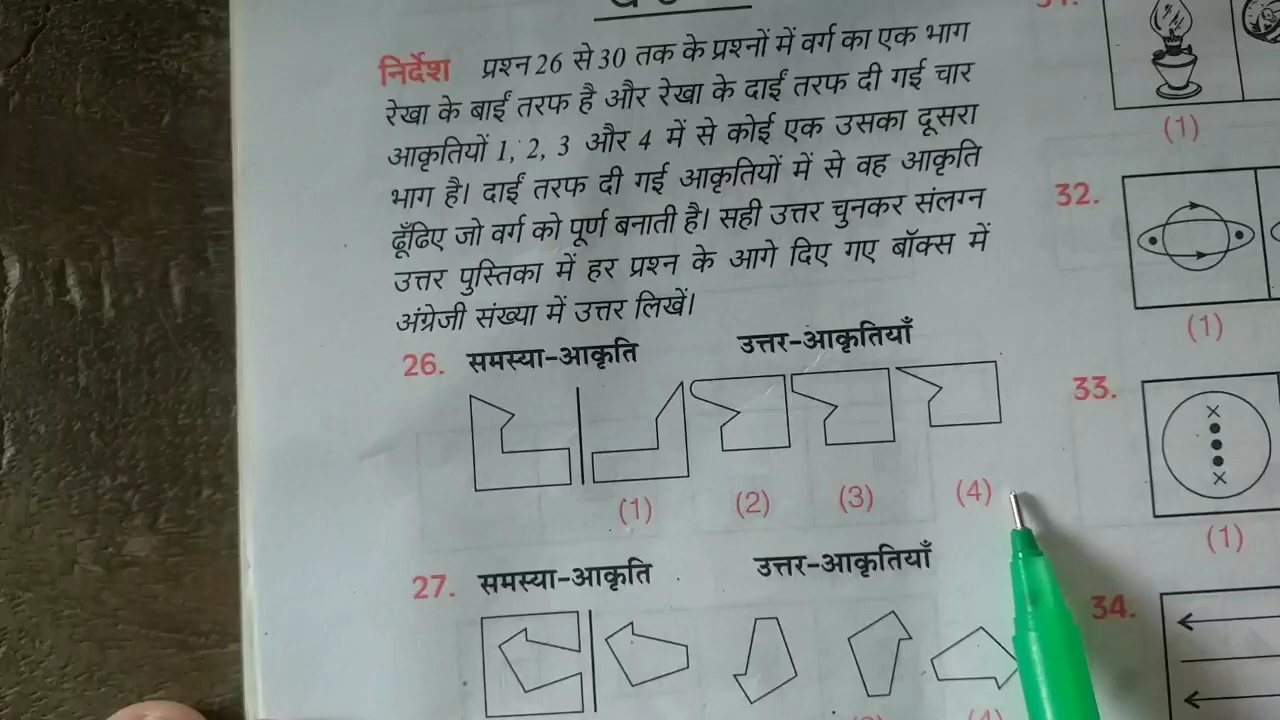 निर्देश प्रश्न 26 से 30 तक के प्रश्नों में वर्ग का एक भाग
रेखा के बाईं तरफ है और रेखा के दाईं तरफ दी गई चार
आकृतियों 1, 2, 3 और 4 में से कोई एक उसका दूसरा
भाग है। दाईं तरफ दी गई आकृतियों में से वह आकृति
ढूँढिए जो वर्ग को पूर्ण बनाती है। सही उत्तर चुनकर संलग्न
उत्तर पुस्तिका में हर प्रश्न के आगे दिए गए बॉक्स में
अंग्रेजी संख्या में उत्तर लिखें।
26. समस्या-आकृति उत्तर-आकृतियाँ
(1) (2) (3) (4)
27. समस्या-आकृति उत्तर-आकृतियाँ
(1)
32.
(1)
33.
(1)
34.